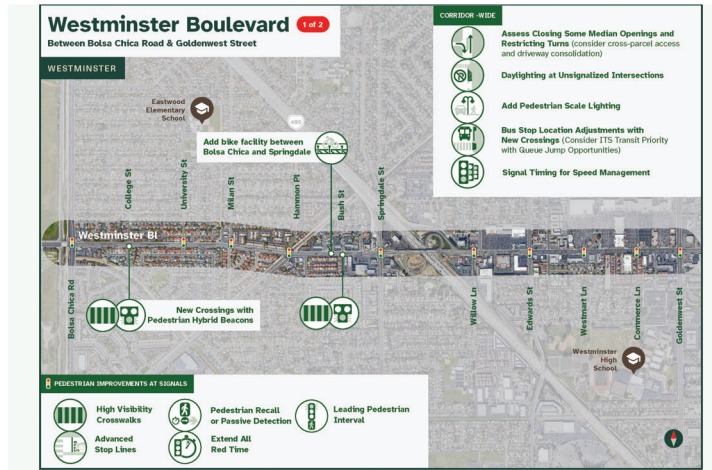 Westminster Boulevard
1 of 2
Between Bolsa Chica Road & Goldenwest Street
WESTMINSTER
CORRIDOR -WIDE
Assess Closing Some Median Openings and
Restricting Turns (consider cross-parcel access
and driveway consolidation)
Daylighting at Unsignalized Intersections
Add Pedestrian Scale Lighting
Bus Stop Location Adjustments with
New Crossings (Consider ITS Transit Priority
with Queue Jump Opportunities)
Signal Timing for Speed Management
Eastwood
Elementary
School
405
Add bike facility between
Bolsa Chica and Springdale
College St
University St
Milan St
Hammon Pl
Bush St
Springdale St
Westminster Bl
Bolsa Chica Rd
New Crossings with
Pedestrian Hybrid Beacons
Willow Ln
Edwards St
Westmart Ln
Commerce Ln
Goldenwest St
Westminster
High
School
PEDESTRIAN IMPROVEMENTS AT SIGNALS
High Visibility
Crosswalks
Pedestrian Recall
or Passive Detection
Leading Pedestrian
Interval
Advanced
Stop Lines
Extend All
Red Time